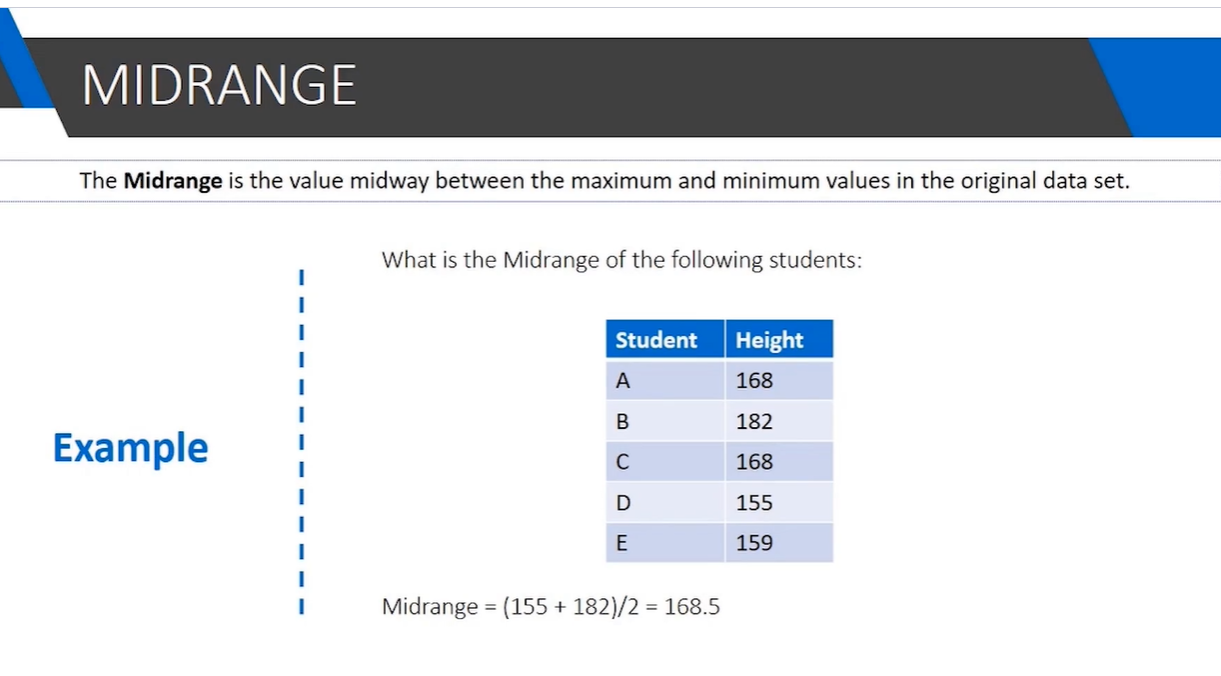 MIDRANGE
The Midrange is the value midway between the maximum and minimum values in the original data set.
What is the Midrange of the following students:
Example
Student Height
A 168
B 182
C 168
D 155
E 159
Midrange = (155 + 182)/2 = 168.5